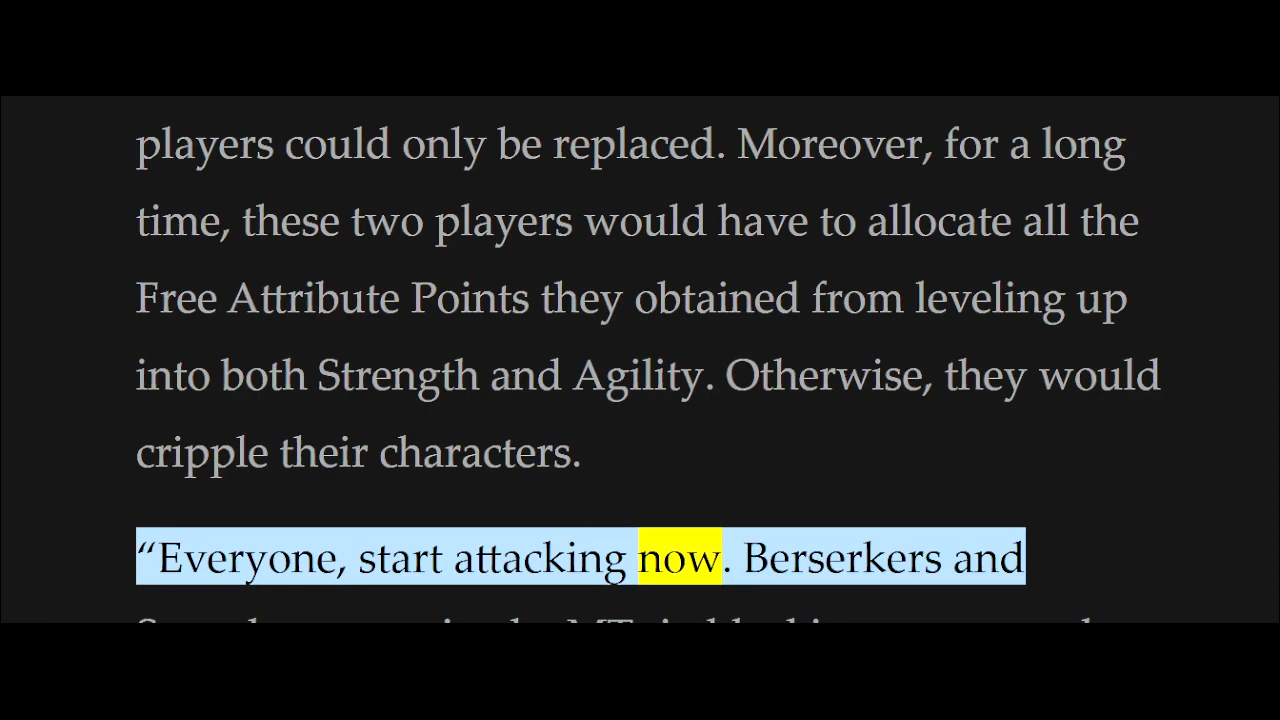 players could only be replaced. Moreover, for a long
time, these two players would have to allocate all the
Free Attribute Points they obtained from leveling up
into both Strength and Agility. Otherwise, they would
cripple their characters.
“Everyone, start attacking now. Berserkers and